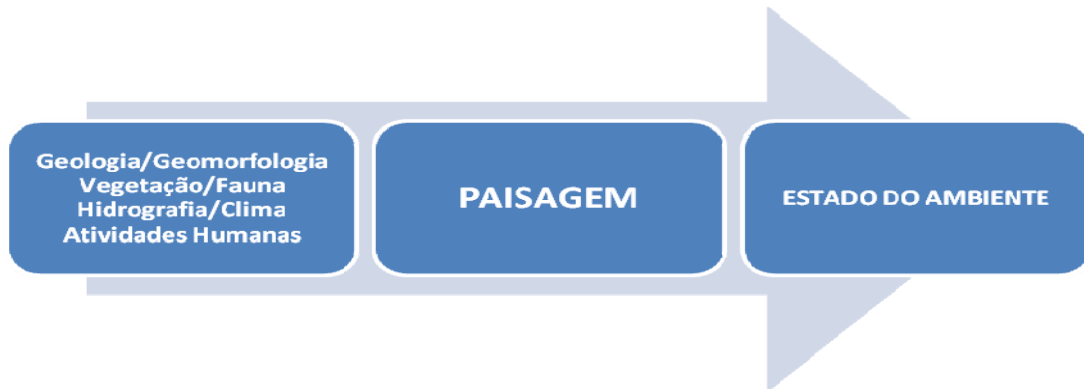 Geologia/Geomorfologia
Vegetação/Fauna
Hidrografia/Clima
Atividades Humanas
PAISAGEM
ESTADO DO AMBIENTE